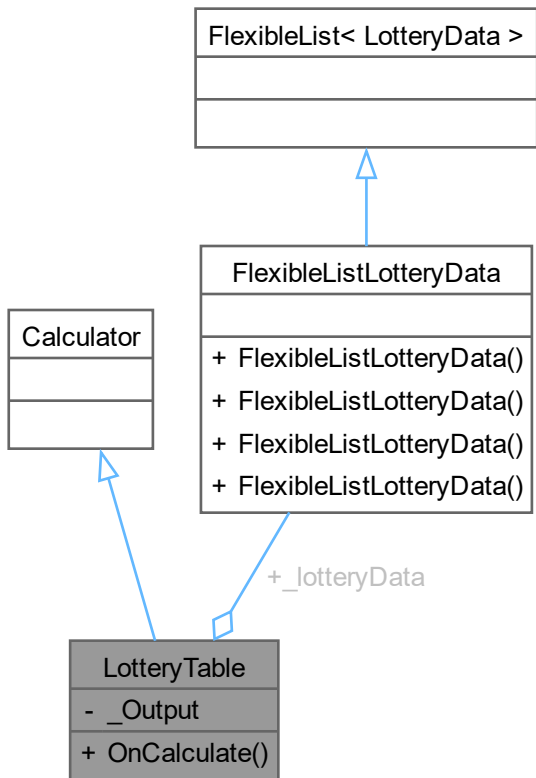 FlexibleList< LotteryData >
FlexibleListLotteryData
+ FlexibleListLotteryData()
+ FlexibleListLotteryData()
+ FlexibleListLotteryData()
+ FlexibleListLotteryData()
Calculator
+_lotteryData
LotteryTable
- _Output
+ OnCalculate()